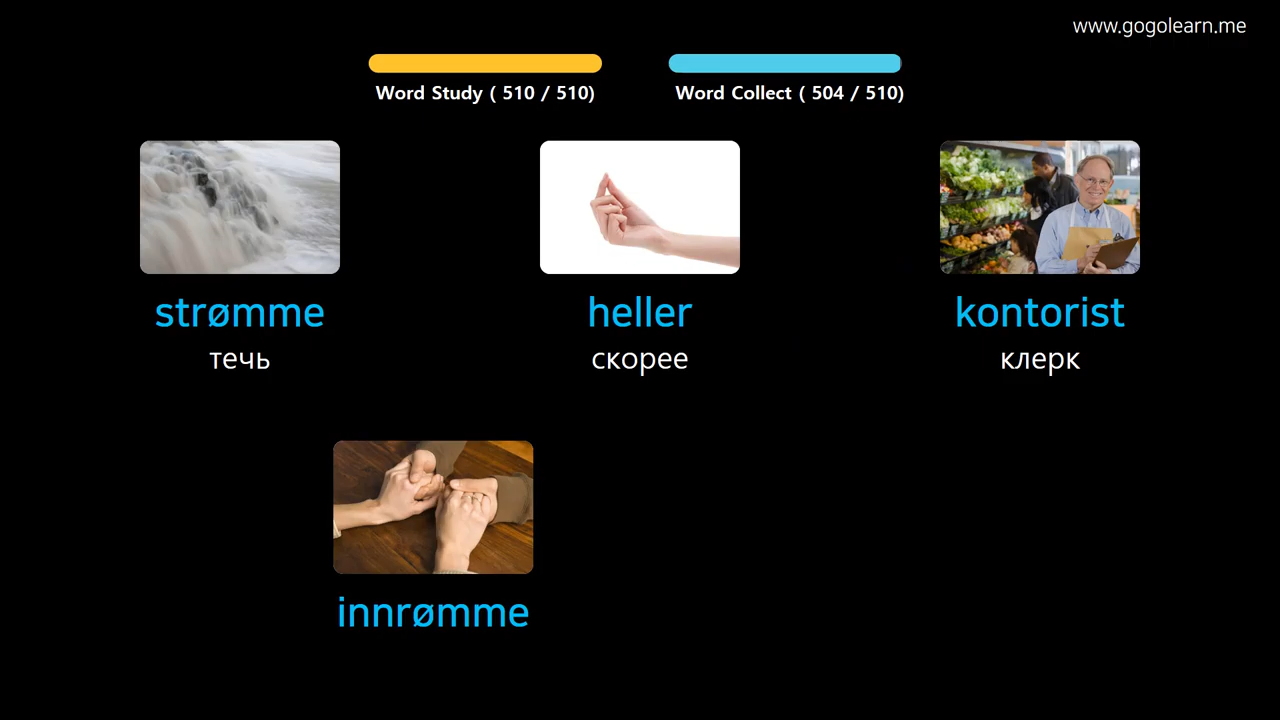 www.gogolearn.me
Word Study ( 510 / 510)
Word Collect ( 504 / 510)
strømme
heller
kontorist
течь
скорее
клерк
innrømme